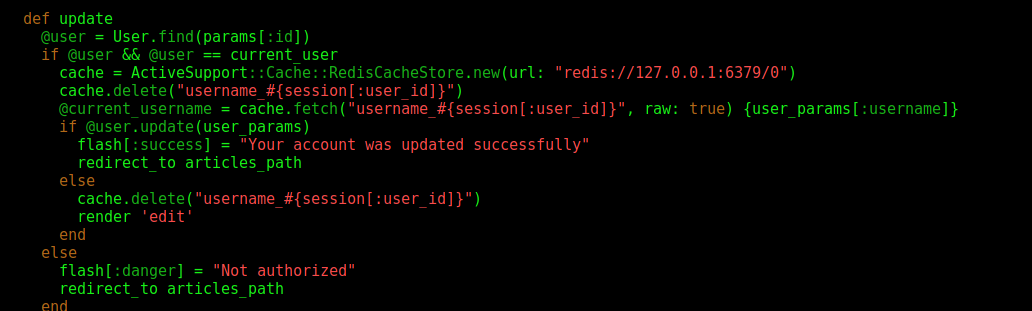 def update
  @user = User.find(params[:id])
  if @user && @user == current_user
    cache = ActiveSupport::Cache::RedisCacheStore.new(url: "redis://127.0.0.1:6379/0")
    cache.delete("username_#{session[:user_id]}")
    @current_username = cache.fetch("username_#{session[:user_id]}", raw: true) {user_params[:username]}
    if @user.update(user_params)
      flash[:success] = "Your account was updated successfully"
      redirect_to articles_path
    else
      cache.delete("username_#{session[:user_id]}")
      render 'edit'
    end
  else
    flash[:danger] = "Not authorized"
    redirect_to articles_path
  end